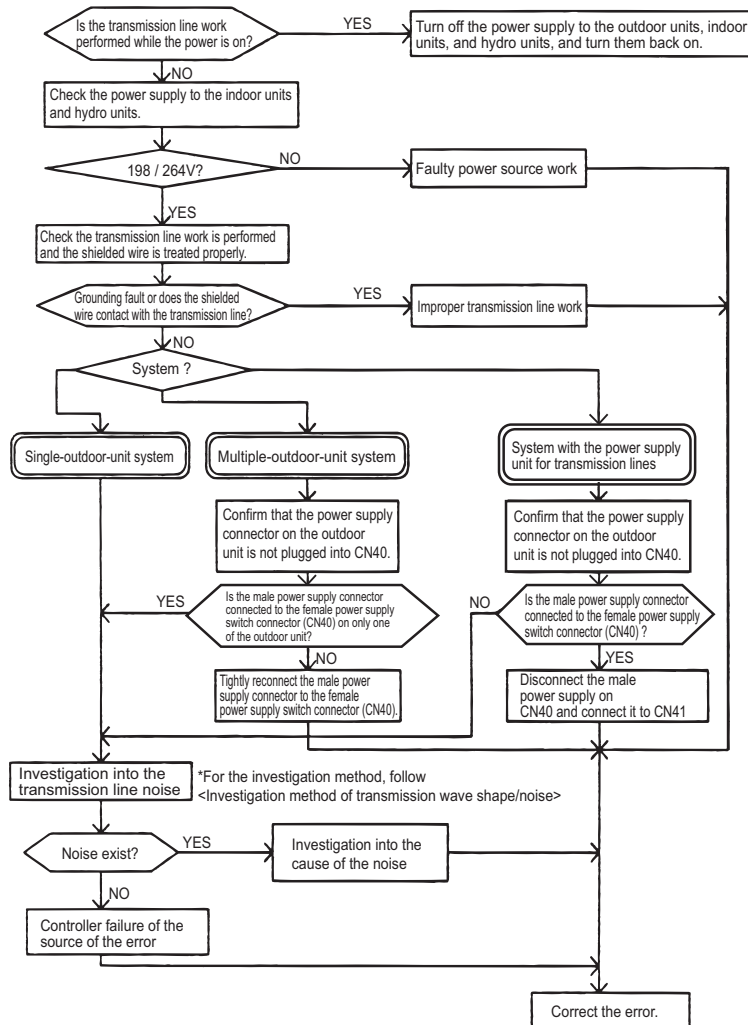 Is the transmission line work
performed while the power is on?
YES
Turn off the power supply to the outdoor units, indoor
units, and hydro units, and turn them back on.
NO
Check the power supply to the indoor units
and hydro units.
198 / 264V?
NO
Faulty power source work
YES
Check the transmission line work is performed
and the shielded wire is treated properly.
Grounding fault or does the shielded
wire contact with the transmission line?
YES
Improper transmission line work
NO
System ?
Single-outdoor-unit system
Multiple-outdoor-unit system
System with the power supply
unit for transmission lines
Confirm that the power supply
connector on the outdoor
unit is not plugged into CN40.
Confirm that the power supply
connector on the outdoor
unit is not plugged into CN40.
YES
Is the male power supply connector
connected to the female power supply
switch connector (CN40) on only one
of the outdoor unit?
NO
Is the male power supply connector
connected to the female power supply
switch connector (CN40) ?
NO
YES
Tightly reconnect the male power
supply connector to the female
power supply switch connector (CN40).
Disconnect the male
power supply on
CN40 and connect it to CN41
Investigation into the
transmission line noise
*For the investigation method, follow
<Investigation method of transmission wave shape/noise>
Noise exist?
YES
Investigation into the
cause of the noise
NO
Controller failure of the
source of the error
Correct the error.